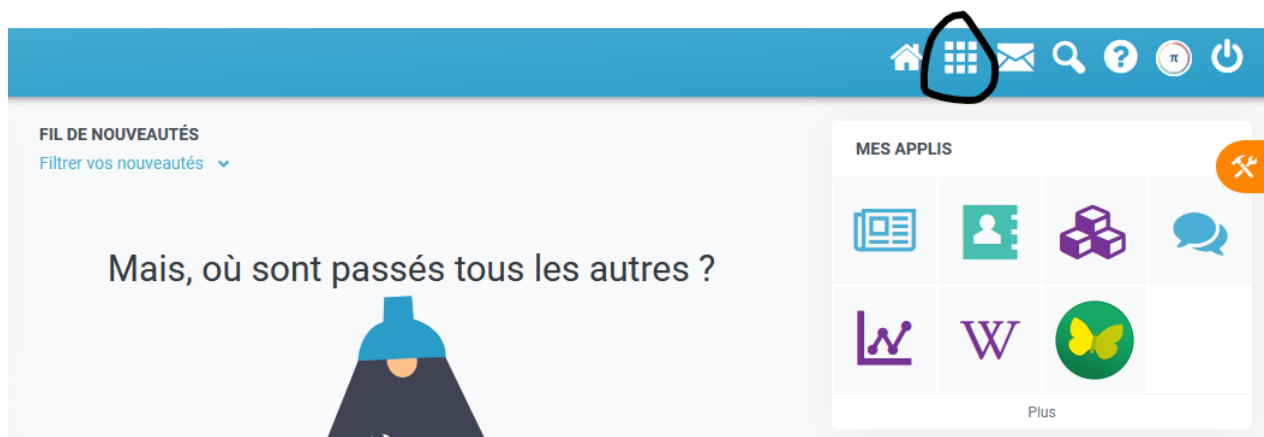 π
FIL DE NOUVEAUTÉS
Filtrer vos nouveautés
MES APPLIS
Mais, où sont passés tous les autres ?
W
Plus